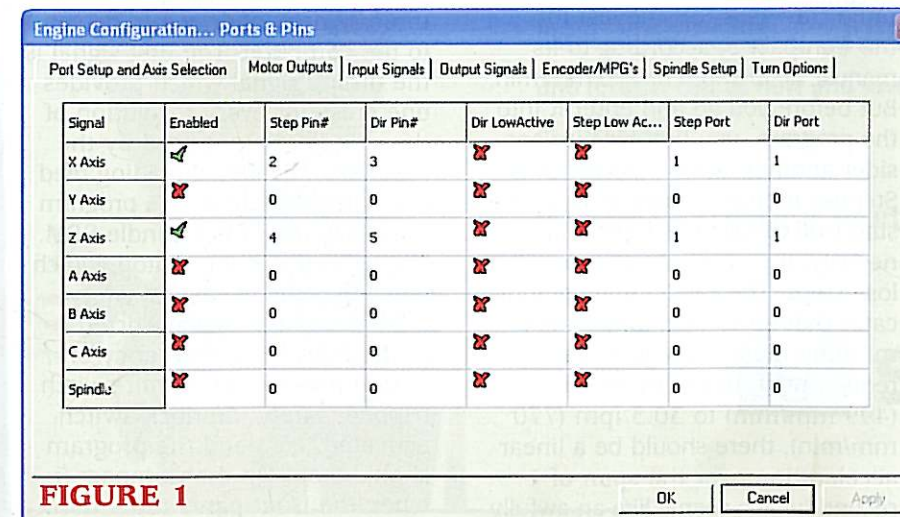 Engine Configuration... Ports & Pins
Port Setup and Axis Selection Motor Outputs Input Signals Output Signals Encoder/MPG's Spindle Setup Turn Options
Signal Enabled Step Pin# Dir Pin# Dir LowActive Step Low Ac... Step Port Dir Port
X Axis 2 3 1 1
Y Axis 0 0 0 0
Z Axis 4 5 1 1
A Axis 0 0 0 0
B Axis 0 0 0 0
C Axis 0 0 0 0
Spindle 0 0 0 0
FIGURE 1
OK Cancel Apply